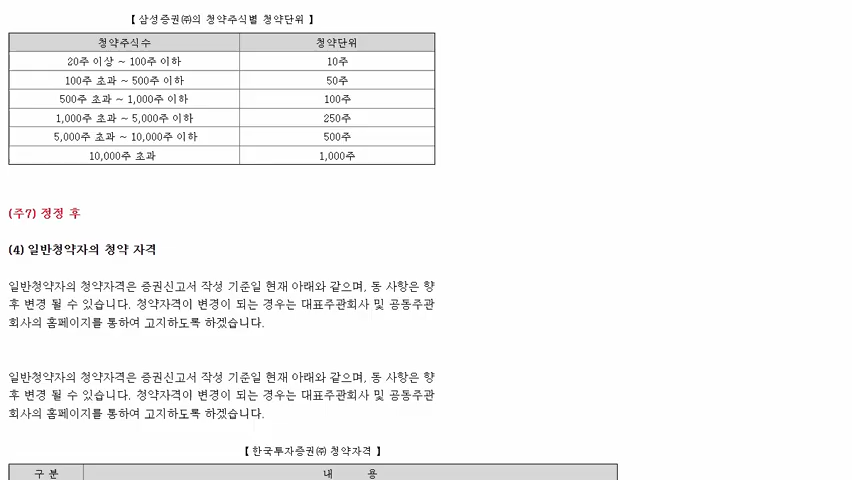 【 삼성증권㈜의 청약주식별 청약단위 】
청약주식수 청약단위
20주 이상 ~ 100주 이하 10주
100주 초과 ~ 500주 이하 50주
500주 초과 ~ 1,000주 이하 100주
1,000주 초과 ~ 5,000주 이하 250주
5,000주 초과 ~ 10,000주 이하 500주
10,000주 초과 1,000주
(주7) 정정 후
(4) 일반청약자의 청약 자격
일반청약자의 청약자격은 증권신고서 작성 기준일 현재 아래와 같으며, 동 사항은 향
후 변경 될 수 있습니다. 청약자격이 변경이 되는 경우는 대표주관회사 및 공동주관
회사의 홈페이지를 통하여 고지하도록 하겠습니다.
일반청약자의 청약자격은 증권신고서 작성 기준일 현재 아래와 같으며, 동 사항은 향
후 변경 될 수 있습니다. 청약자격이 변경이 되는 경우는 대표주관회사 및 공동주관
회사의 홈페이지를 통하여 고지하도록 하겠습니다.
【 한국투자증권㈜ 청약자격 】
구 분 내 용